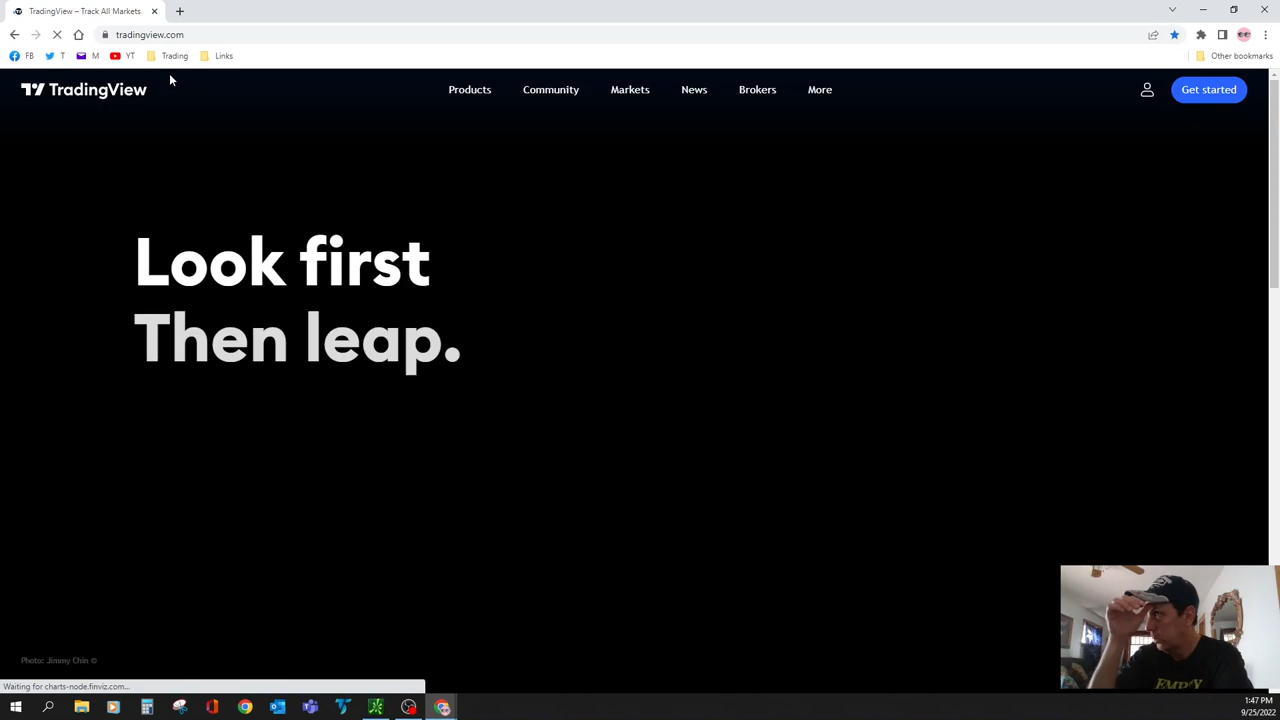 TradingView – Track All Markets
tradingview.com
FB T M YT Trading Links Other bookmarks
TradingView Products Community Markets News Brokers More Get started
Look first
Then leap.
Photo: Jimmy Chin ©
EMPTY
Waiting for charts-node.finviz.com...
1:47 PM
9/25/2022